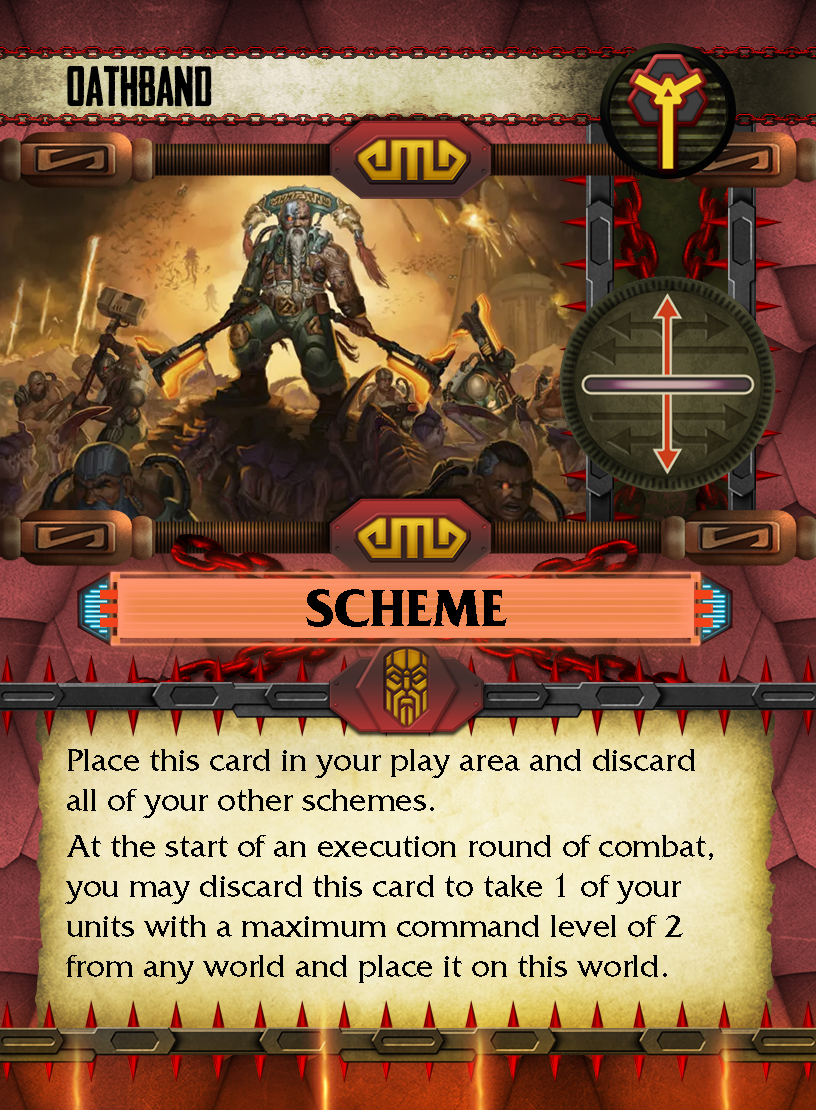 OATHBAND
SCHEME
Place this card in your play area and discard
all of your other schemes.
At the start of an execution round of combat,
you may discard this card to take 1 of your
units with a maximum command level of 2
from any world and place it on this world.